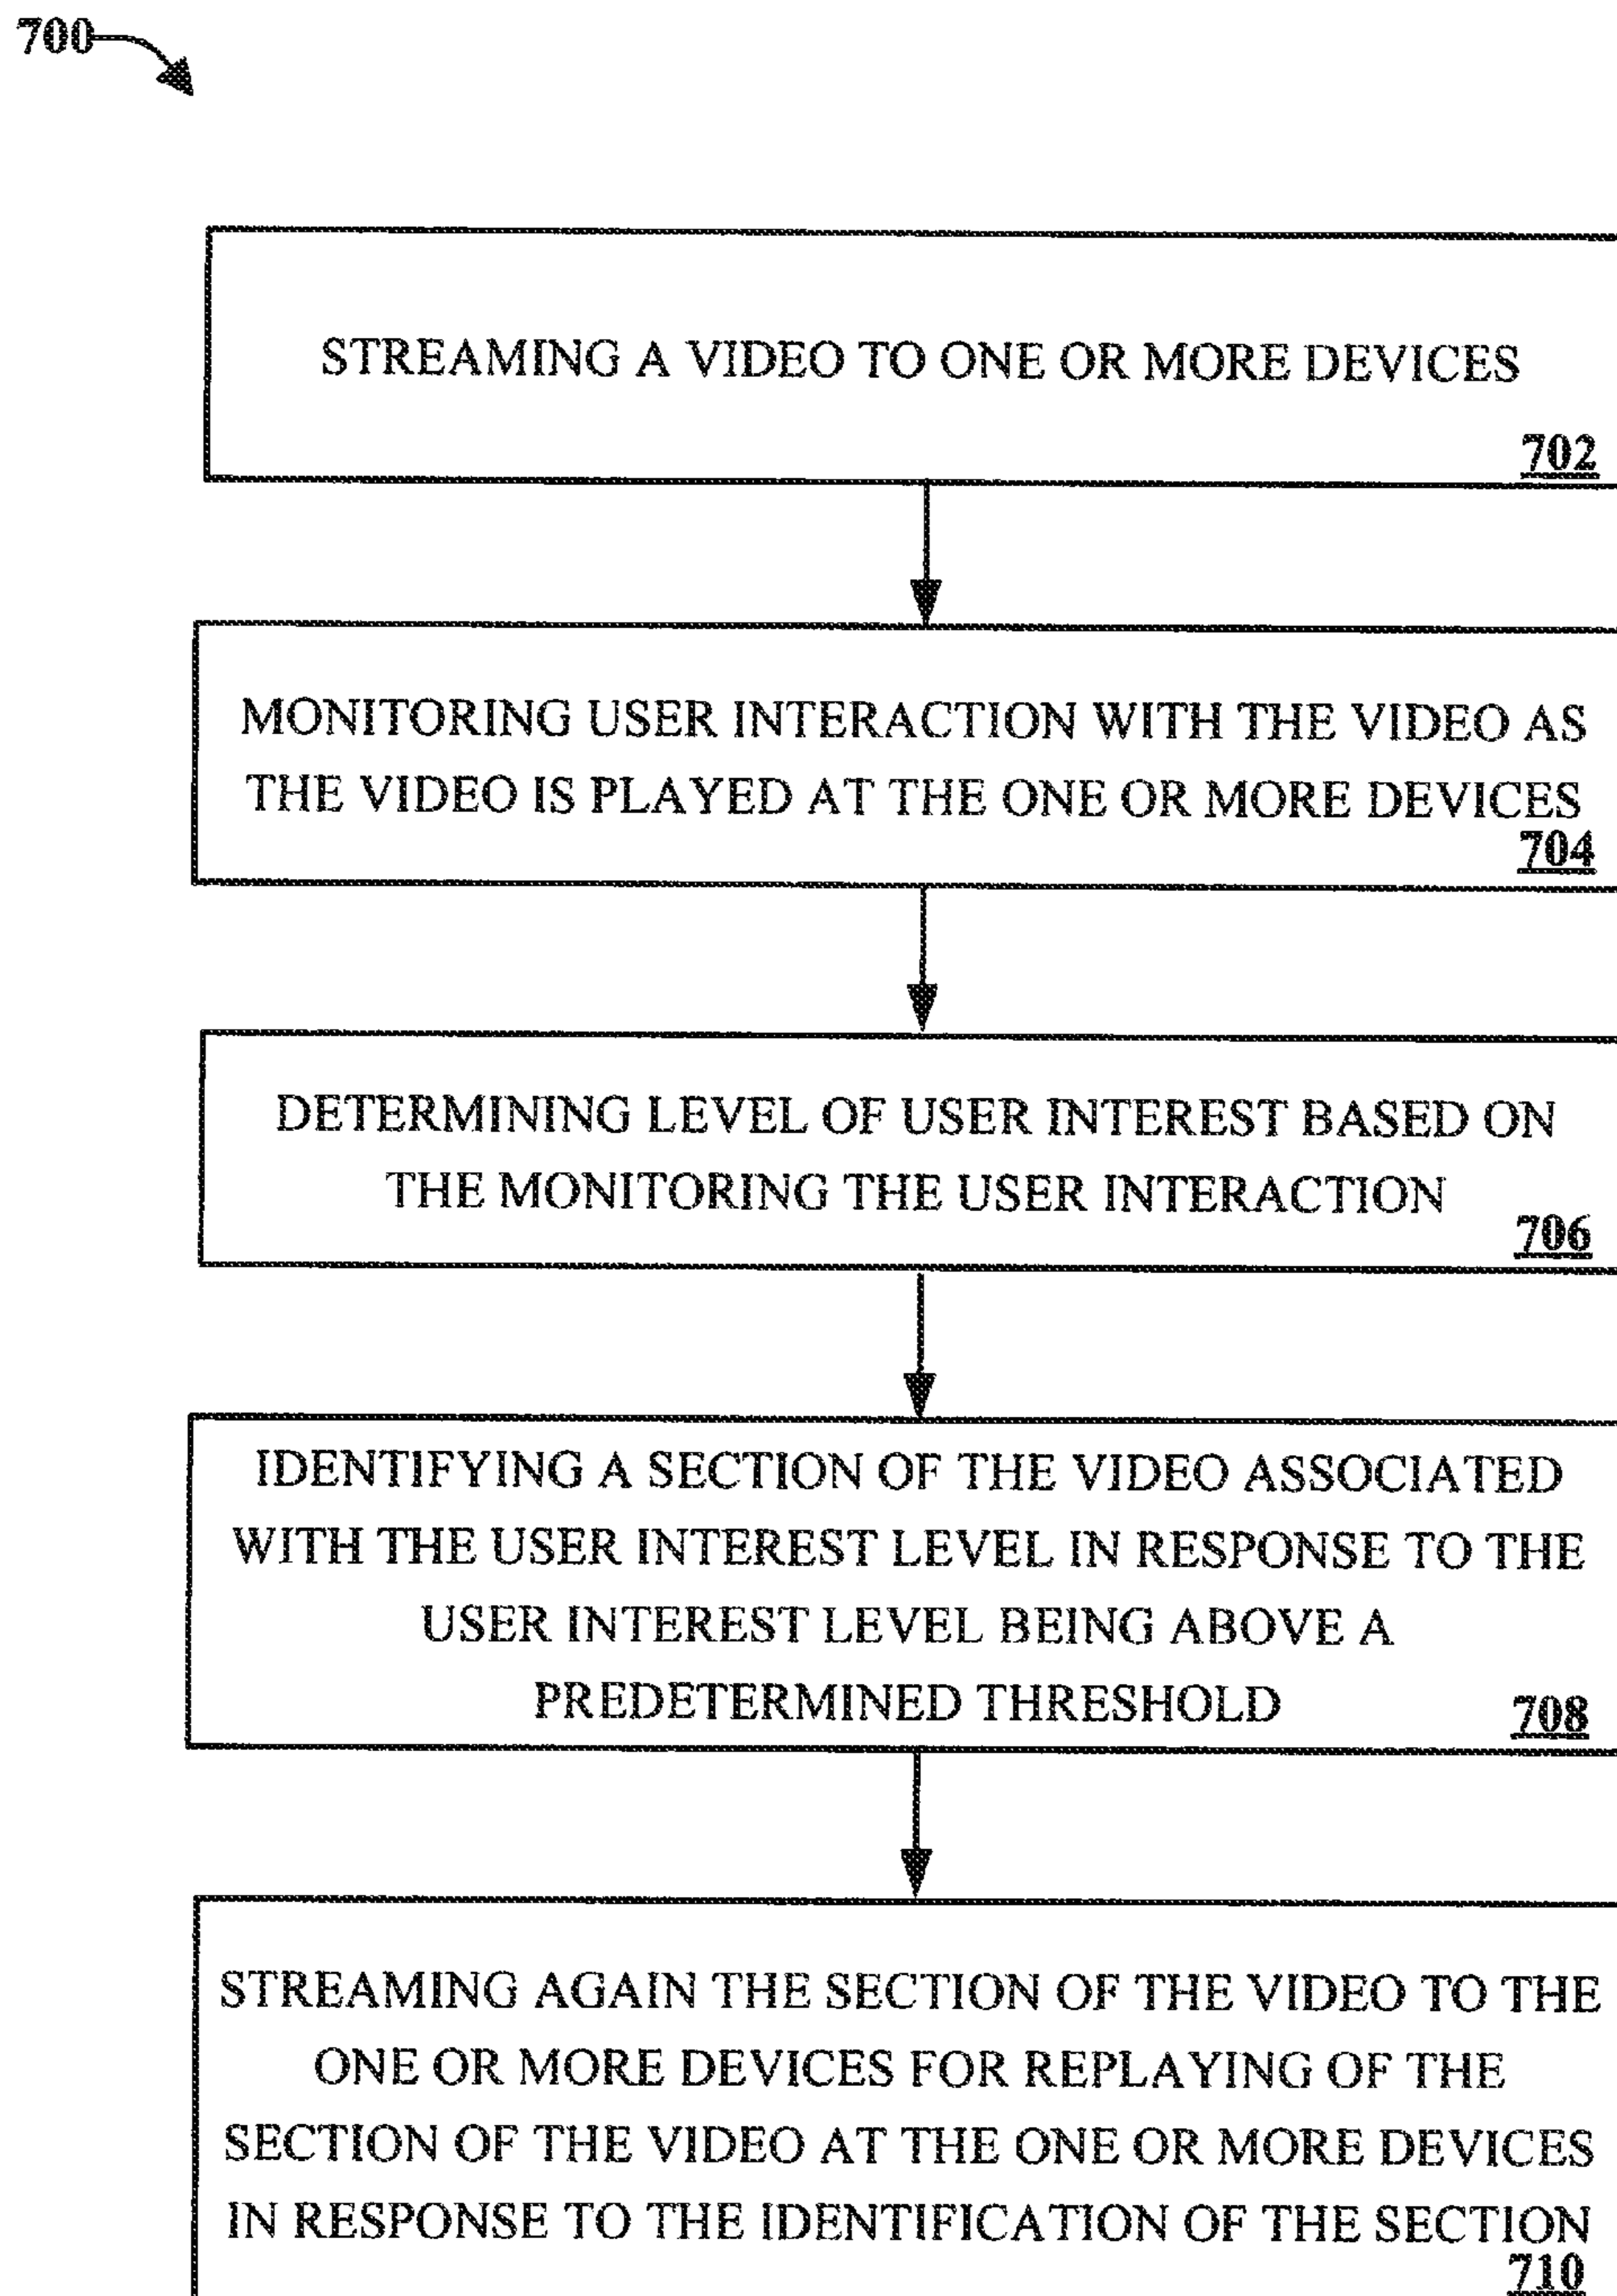 700
STREAMING A VIDEO TO ONE OR MORE DEVICES
702
MONITORING USER INTERACTION WITH THE VIDEO AS
THE VIDEO IS PLAYED AT THE ONE OR MORE DEVICES
704
DETERMINING LEVEL OF USER INTEREST BASED ON
THE MONITORING THE USER INTERACTION
706
IDENTIFYING A SECTION OF THE VIDEO ASSOCIATED
WITH THE USER INTEREST LEVEL IN RESPONSE TO THE
USER INTEREST LEVEL BEING ABOVE A
PREDETERMINED THRESHOLD
708
STREAMING AGAIN THE SECTION OF THE VIDEO TO THE
ONE OR MORE DEVICES FOR REPLAYING OF THE
SECTION OF THE VIDEO AT THE ONE OR MORE DEVICES
IN RESPONSE TO THE IDENTIFICATION OF THE SECTION
710